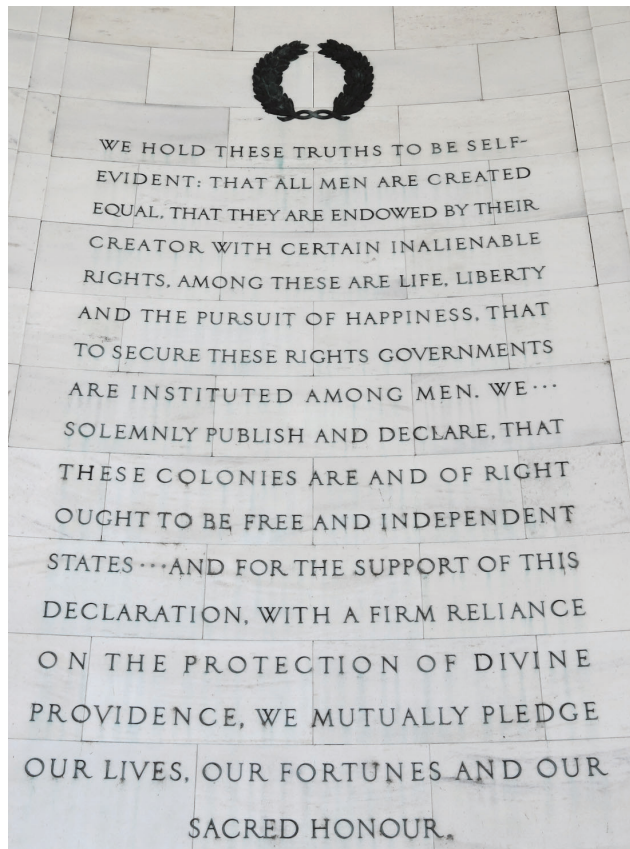 WE HOLD THESE TRUTHS TO BE SELF-
EVIDENT: THAT ALL MEN ARE CREATED
EQUAL, THAT THEY ARE ENDOWED BY THEIR
CREATOR WITH CERTAIN INALIENABLE
RIGHTS, AMONG THESE ARE LIFE, LIBERTY
AND THE PURSUIT OF HAPPINESS, THAT
TO SECURE THESE RIGHTS GOVERNMENTS
ARE INSTITUTED AMONG MEN. WE···
SOLEMNLY PUBLISH AND DECLARE, THAT
THESE COLONIES ARE AND OF RIGHT
OUGHT TO BE FREE AND INDEPENDENT
STATES···AND FOR THE SUPPORT OF THIS
DECLARATION, WITH A FIRM RELIANCE
ON THE PROTECTION OF DIVINE
PROVIDENCE, WE MUTUALLY PLEDGE
OUR LIVES, OUR FORTUNES AND OUR
SACRED HONOUR.